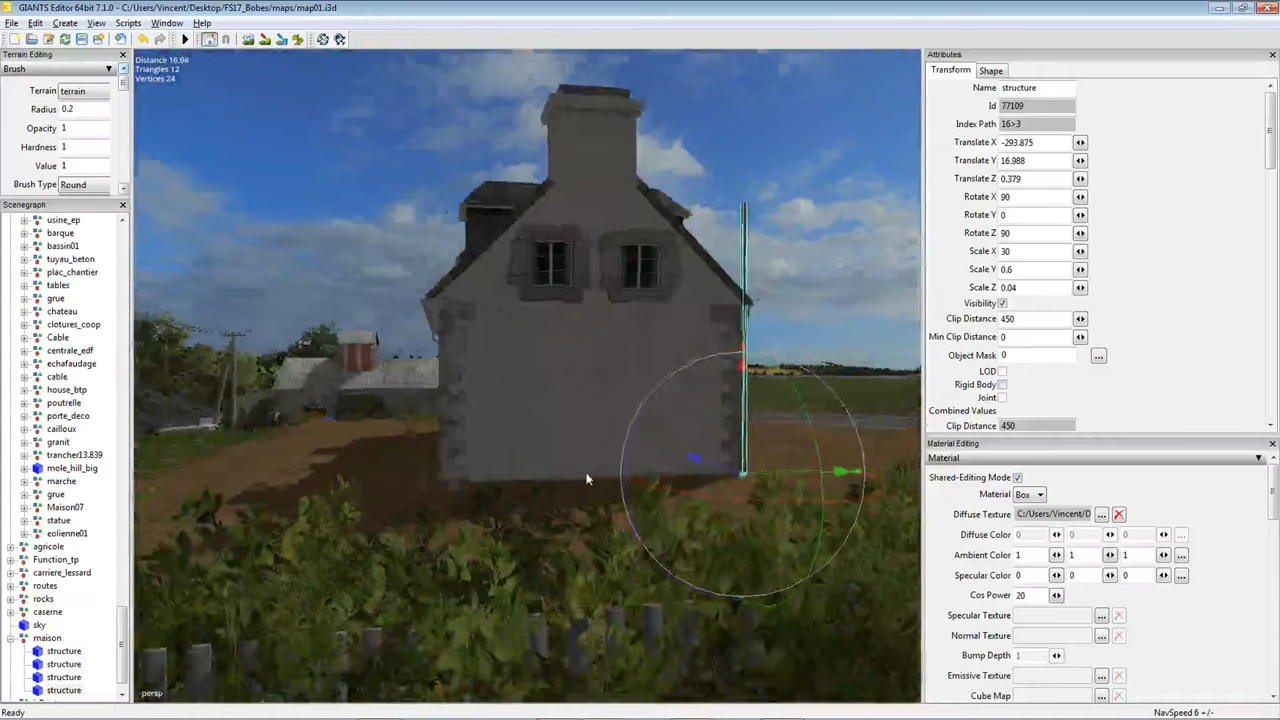 GIANTS Editor 64bit 7.1.0 - C:/Users/Vincent/Desktop/FS17_Bobes/maps/map01.i3d
File Edit Create View Scripts Window Help
Terrain Editing
Brush
Terrain terrain
Radius 0.2
Opacity 1
Hardness 1
Value 1
Brush Type Round
Scenegraph
usine_ep
barque
bassin01
tuyau_beton
plac_chantier
tables
grue
chateau
clotures_coop
Cable
centrale_edf
echafaudage
cable
house_btp
poutrelle
porte_deco
cailloux
granit
trancher13.839
mole_hill_big
marche
grue
Maison07
statue
eolienne01
agricole
Function_tp
carriere_lessard
routes
rocks
caserne
sky
maison
structure
structure
structure
structure
Ready
Distance 16.98
Triangles 12
Vertices 24
persp
Attributes
Transform Shape
Name structure
Id 77109
Index Path 16>3
Translate X -293.875
Translate Y 16.988
Translate Z 0.379
Rotate X 90
Rotate Y 0
Rotate Z 90
Scale X 30
Scale Y 0.6
Scale Z 0.04
Visibility
Clip Distance 450
Min Clip Distance 0
Object Mask 0 ...
LOD
Rigid Body
Joint
Combined Values
Clip Distance 450
Material Editing
Material
Shared-Editing Mode
Material Box
Diffuse Texture C:/Users/Vincent/D ...
Diffuse Color 0 0 0 ...
Ambient Color 1 1 1 ...
Specular Color 0 0 0 ...
Cos Power 20
Specular Texture ...
Normal Texture ...
Bump Depth 1
Emissive Texture ...
Cube Map ...
NavSpeed 6 +/-